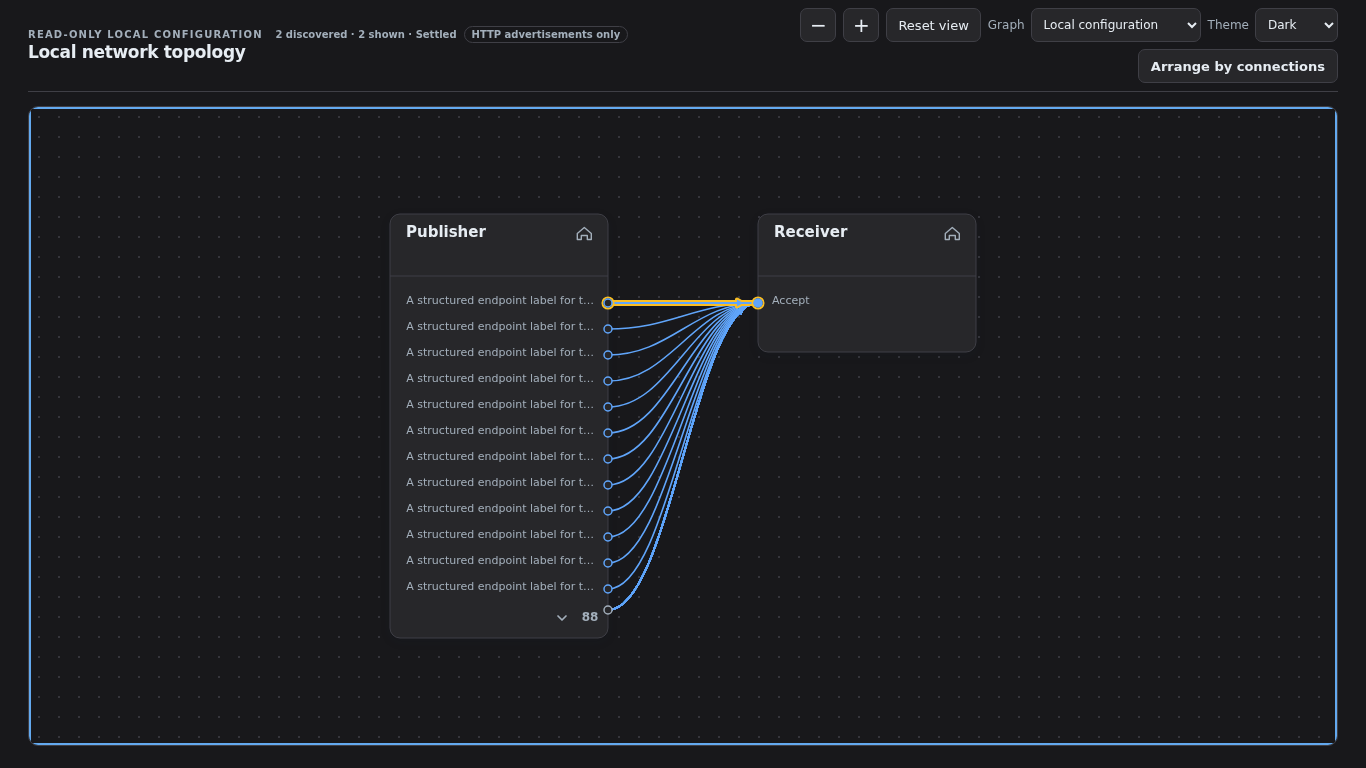 READ-ONLY LOCAL CONFIGURATION 2 discovered · 2 shown · Settled HTTP advertisements only
Local network topology
− + Reset view Graph Local configuration Theme Dark
Arrange by connections
Publisher
A structured endpoint label for t...
A structured endpoint label for t...
A structured endpoint label for t...
A structured endpoint label for t...
A structured endpoint label for t...
A structured endpoint label for t...
A structured endpoint label for t...
A structured endpoint label for t...
A structured endpoint label for t...
A structured endpoint label for t...
A structured endpoint label for t...
A structured endpoint label for t...
88
Receiver
Accept